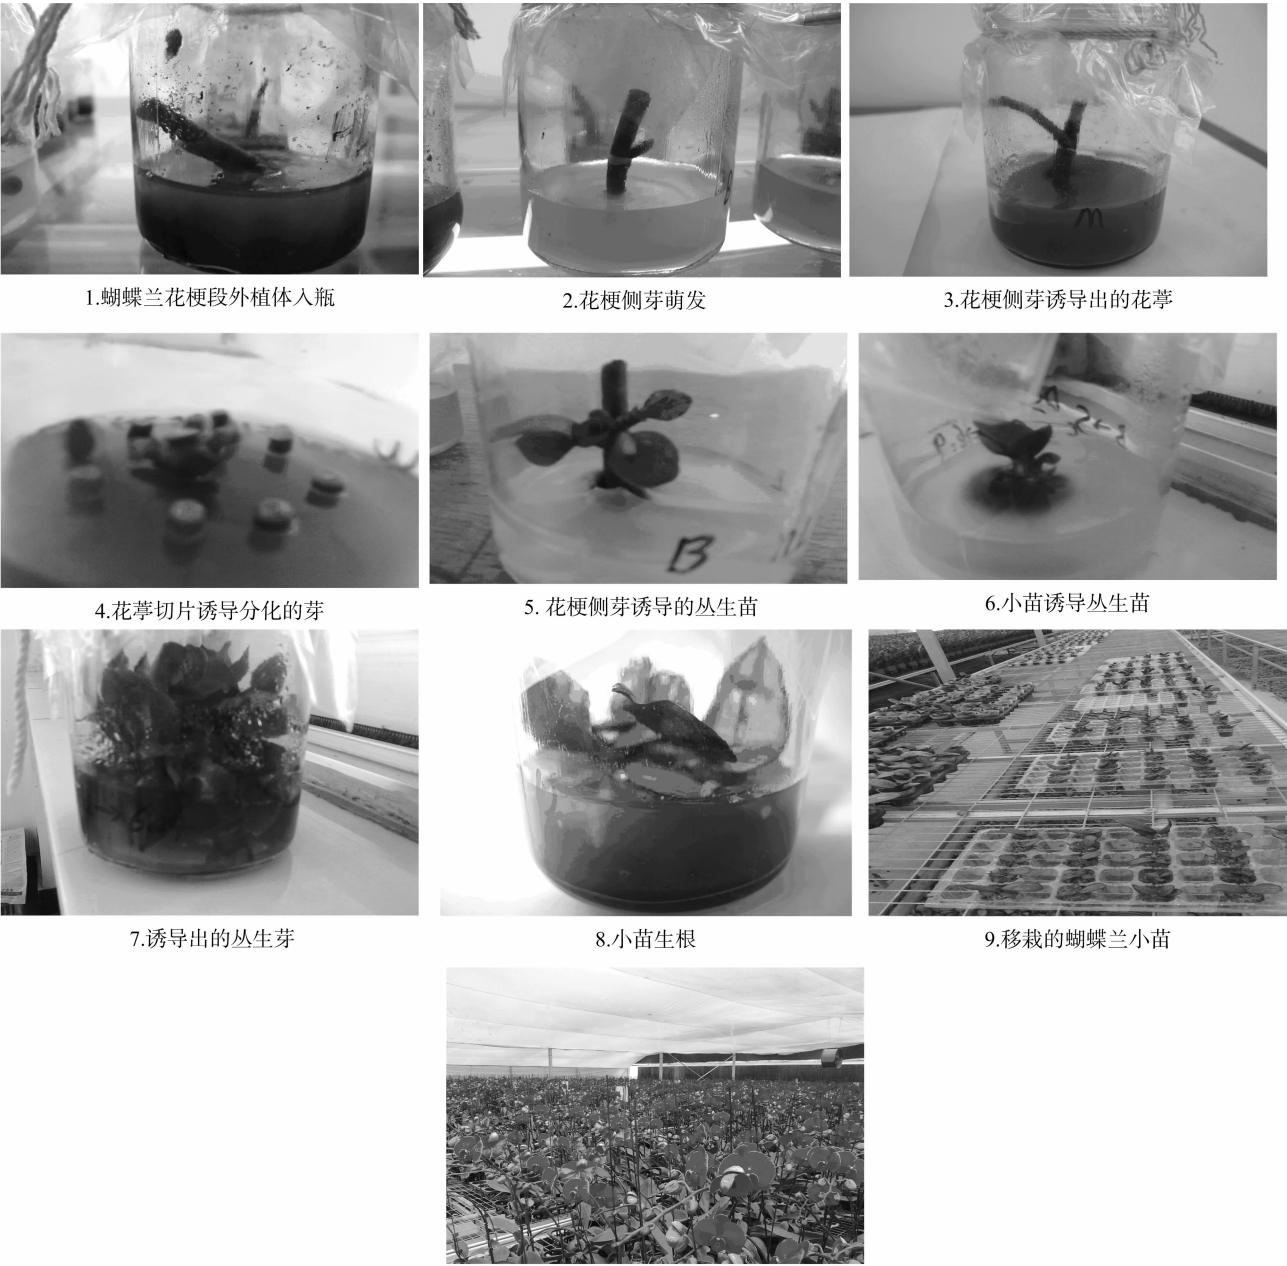 1.蝴蝶兰花梗段外植体入瓶
2.花梗侧芽萌发
3.花梗侧芽诱导出的花葶
M
4.花葶切片诱导分化的芽
5. 花梗侧芽诱导的丛生苗
6.小苗诱导丛生苗
B
7.诱导出的丛生芽
8.小苗生根
9.移栽的蝴蝶兰小苗